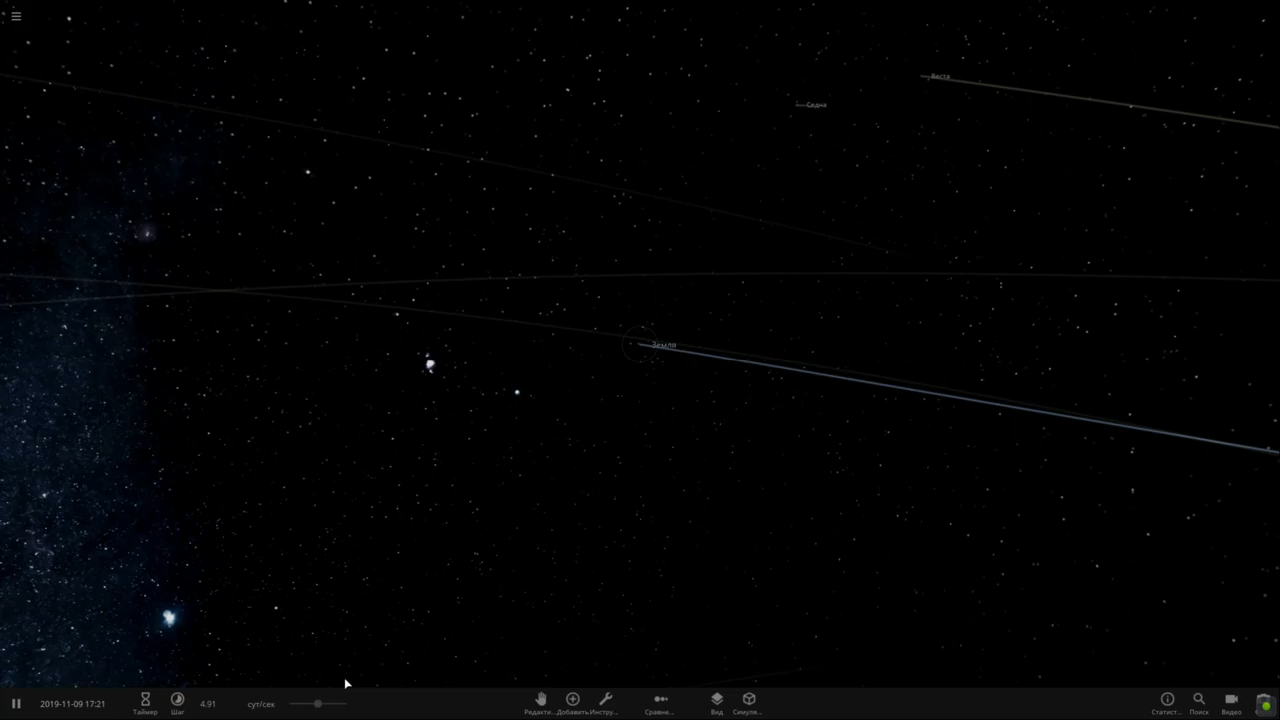 Веста
Седна
Земля
2019-11-09 17:21
Таймер
Шаг
4.91
сут/сек
Редакти...
Добавить
Инстру...
Сравне...
Вид
Симуля...
Статист...
Поиск
Видео